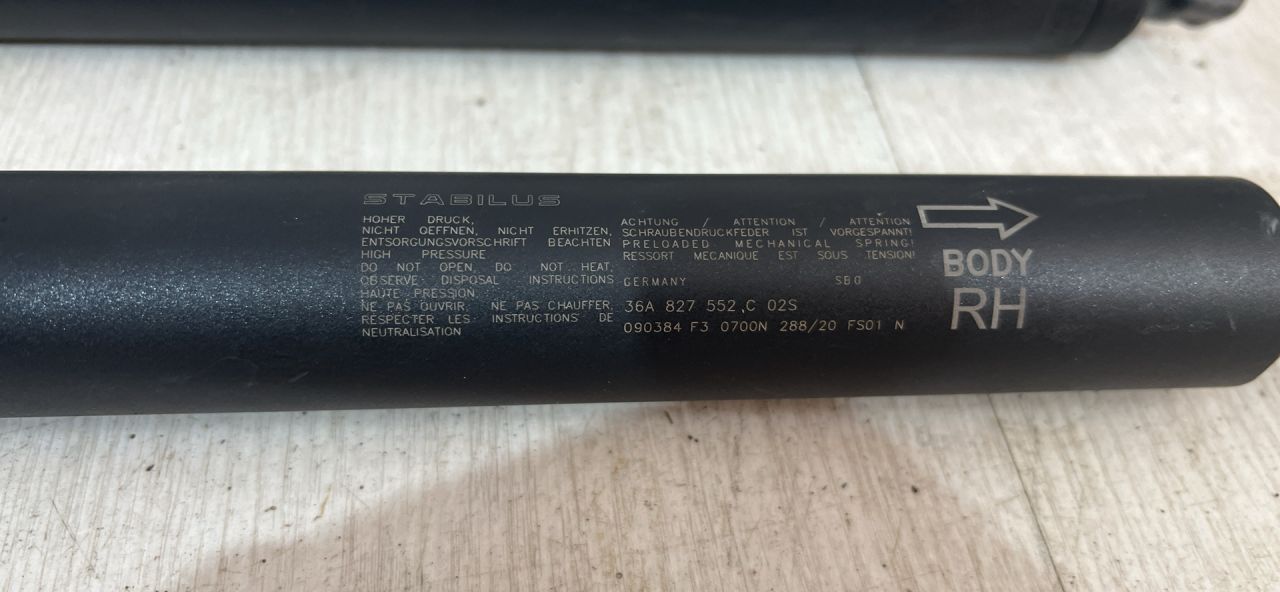 STABILUS
HOHER DRUCK,
NICHT OEFFNEN, NICHT ERHITZEN,
ENTSORGUNGSVORSCHRIFT BEACHTEN
HIGH PRESSURE
DO NOT OPEN, DO NOT HEAT,
OBSERVE DISPOSAL INSTRUCTIONS
HAUTE PRESSION
NE PAS OUVRIR, NE PAS CHAUFFER,
RESPECTER LES INSTRUCTIONS DE
NEUTRALISATION
ACHTUNG / ATTENTION / ATTENTION
SCHRAUBENDRUCKFEDER IST VORGESPANNT!
PRELOADED MECHANICAL SPRING!
RESSORT MECANIQUE EST SOUS TENSION!
GERMANY
36A 827 552 C 02S
090384 F3 0700N 288/20 FS01 N
BODY
RH